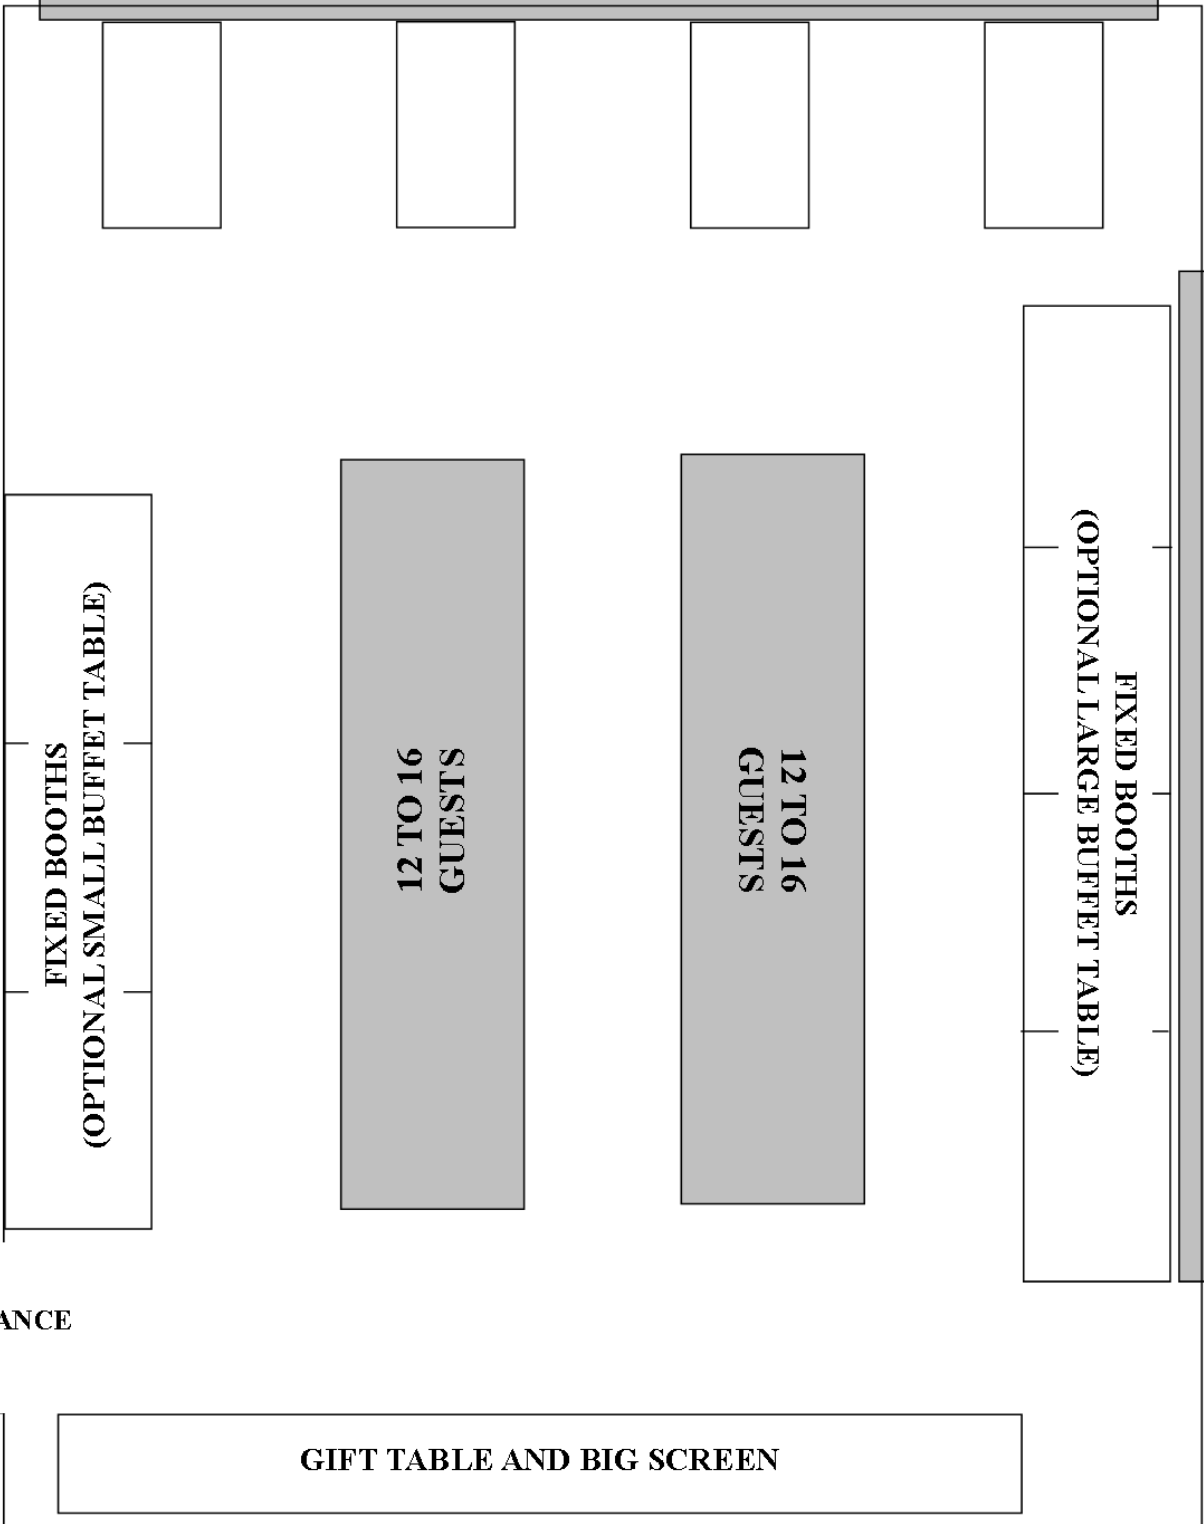 FIXED BOOTHS
(OPTIONAL SMALL BUFFET TABLE)
12 TO 16
GUESTS
12 TO 16
GUESTS
FIXED BOOTHS
(OPTIONAL LARGE BUFFET TABLE)
ANCE
GIFT TABLE AND BIG SCREEN